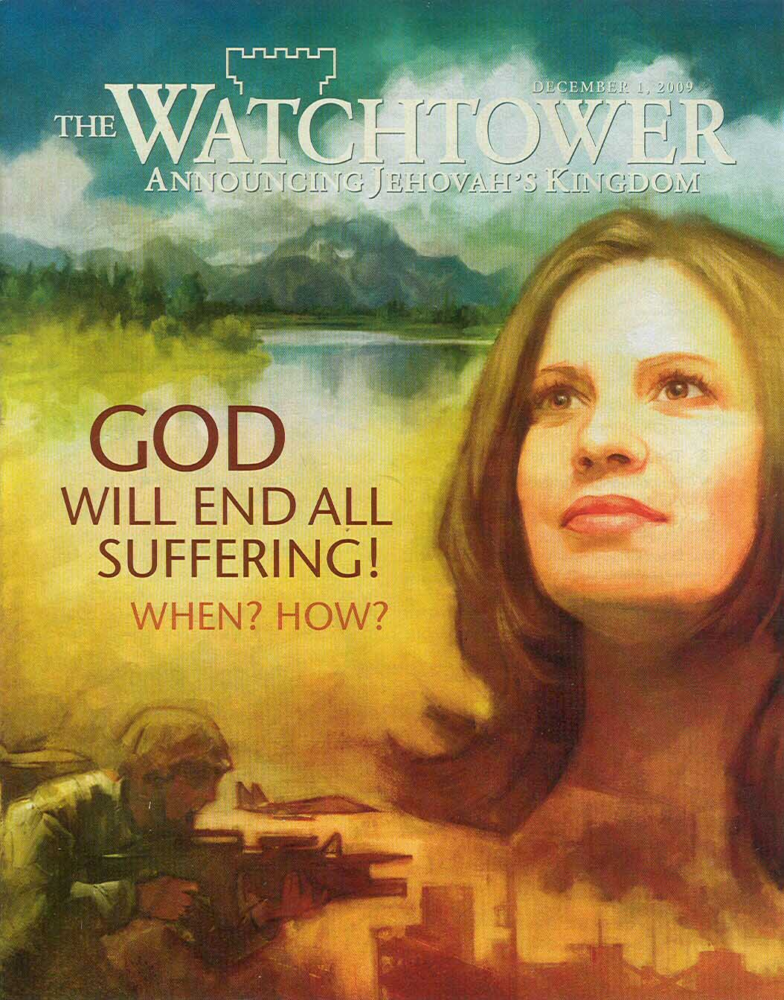 DECEMBER 1, 2009
THE WATCHTOWER
ANNOUNCING JEHOVAH'S KINGDOM
GOD
WILL END ALL
SUFFERING!
WHEN? HOW?